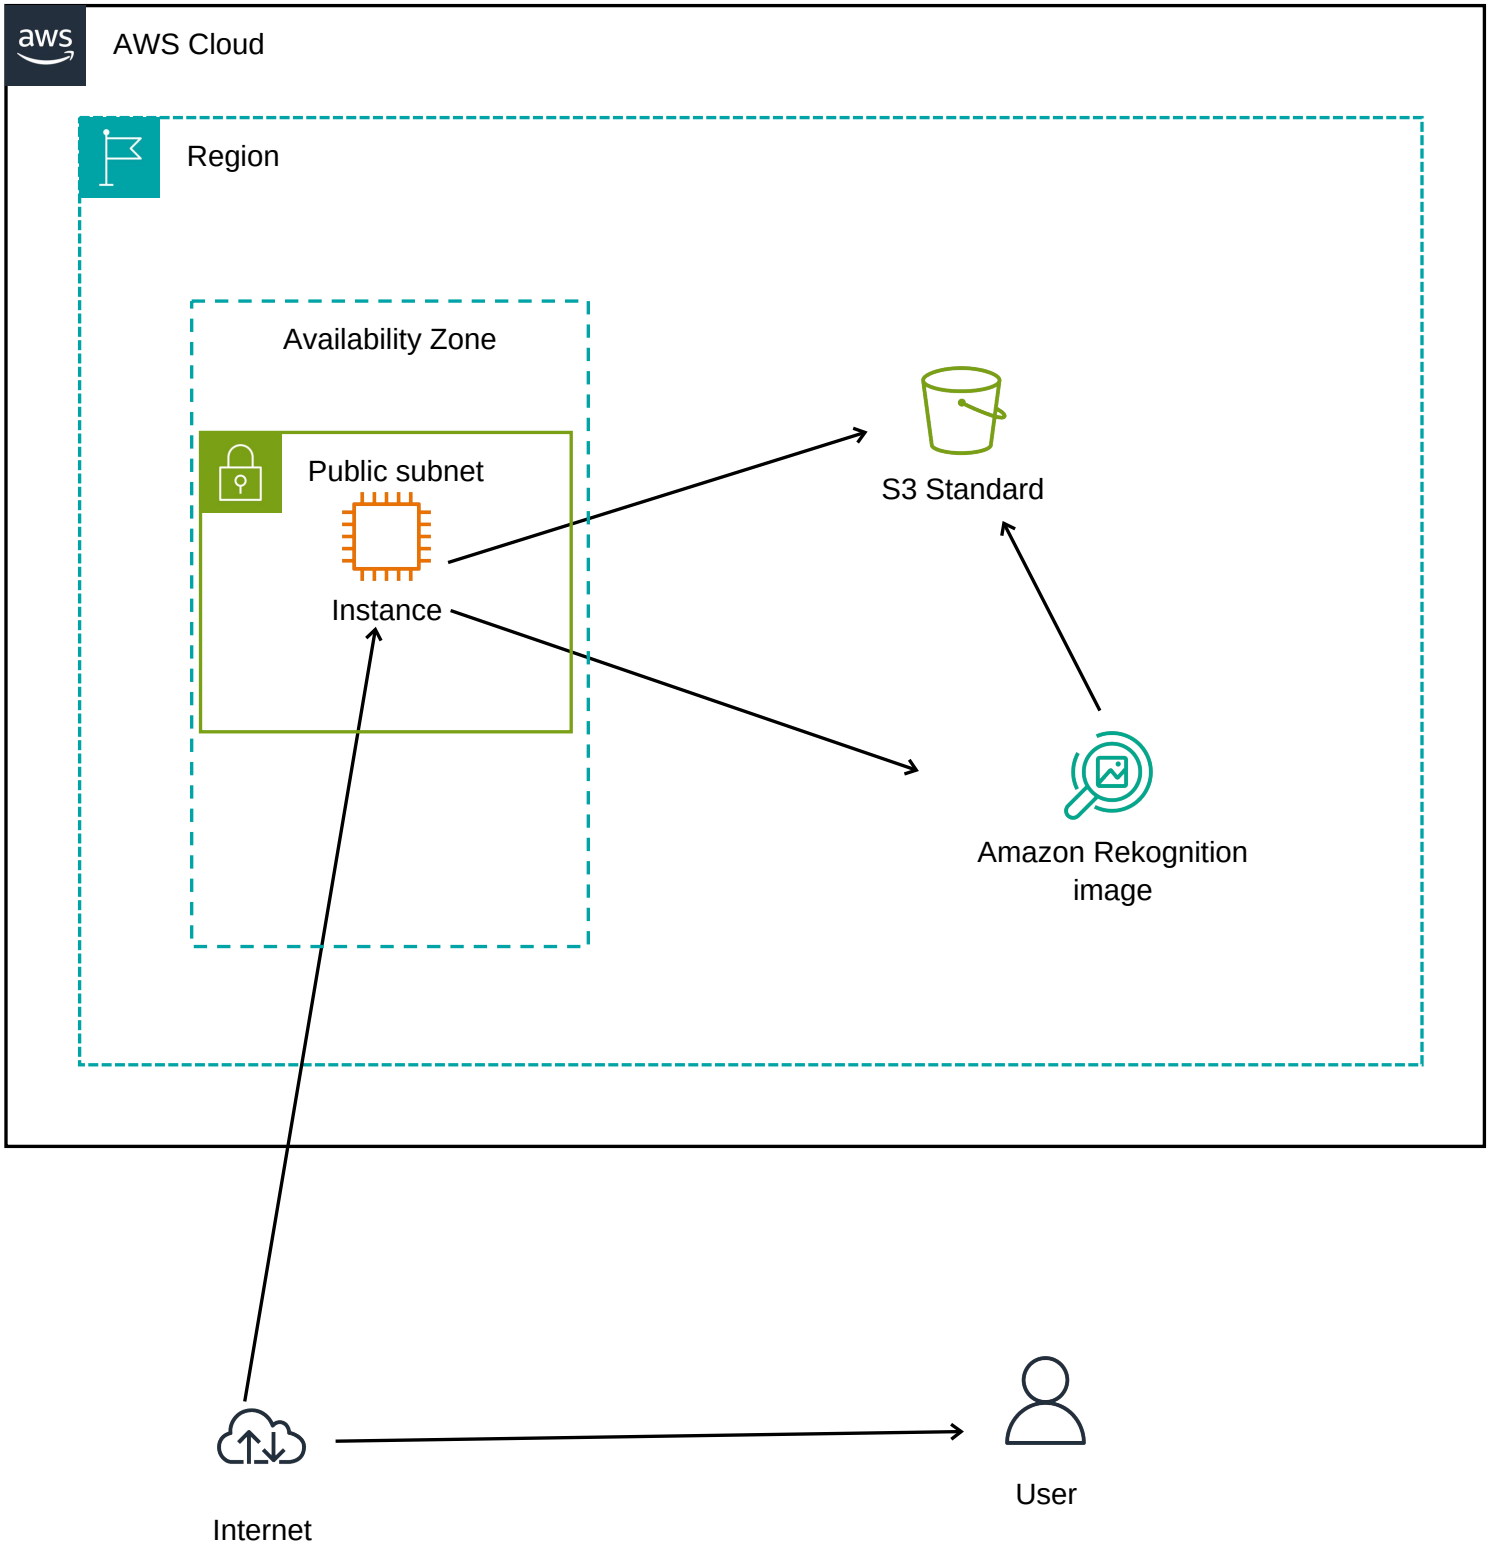 aws
AWS Cloud
Region
Availability Zone
Public subnet
Instance
S3 Standard
Amazon Rekognition
image
User
Internet